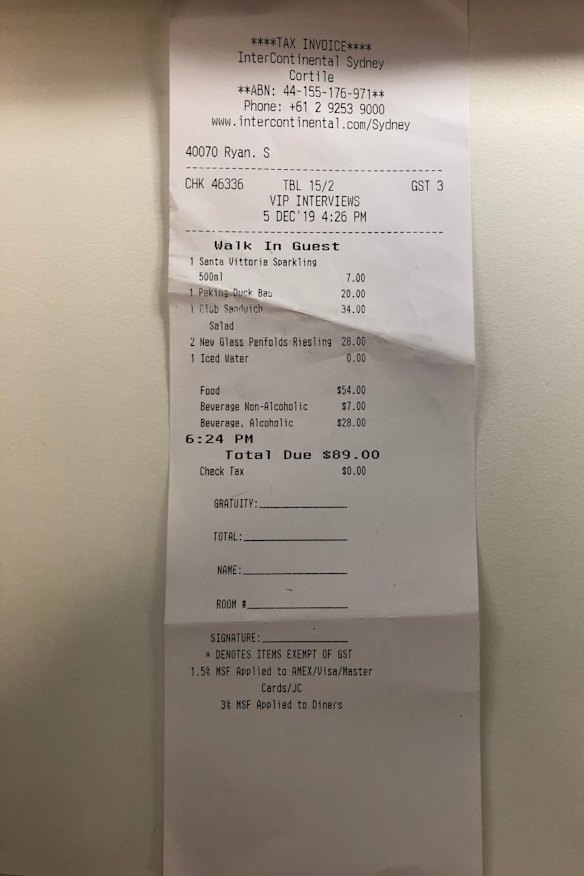 ****TAX INVOICE****
InterContinental Sydney
Cortile
**ABN: 44-155-176-971**
Phone: +61 2 9253 9000
www.intercontinental.com/Sydney
40070 Ryan. S
CHK 46336 TBL 15/2 GST 3
VIP INTERVIEWS
5 DEC'19 4:26 PM
Walk In Guest
1 Santa Vittoria Sparkling
500ml 7.00
1 Peking Duck Bao 20.00
1 Club Sandwich 34.00
Salad
2 New Glass Penfolds Riesling 28.00
1 Iced Water 0.00
Food $54.00
Beverage Non-Alcoholic $7.00
Beverage, Alcoholic $28.00
6:24 PM
Total Due $89.00
Check Tax $0.00
GRATUITY:
TOTAL:
NAME:
ROOM #
SIGNATURE:
* DENOTES ITEMS EXEMPT OF GST
1.5% MSF Applied to AMEX/Visa/Master
Cards/JC
3% MSF Applied to Diners